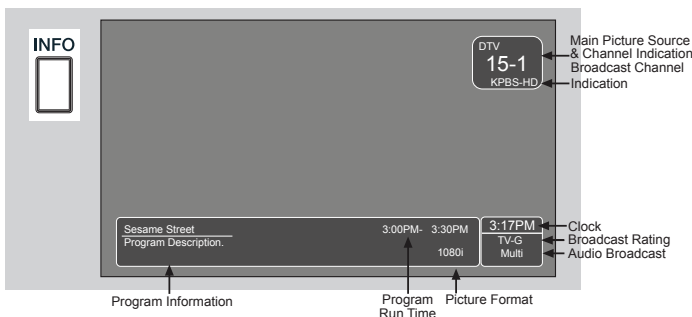 INFO
DTV
15-1
KPBS-HD
Main Picture Source
& Channel Indication
Broadcast Channel
Indication
Sesame Street
Program Description.
3:00PM- 3:30PM
1080i
3:17PM
TV-G
Multi
Clock
Broadcast Rating
Audio Broadcast
Program Information
Program
Run Time
Picture Format